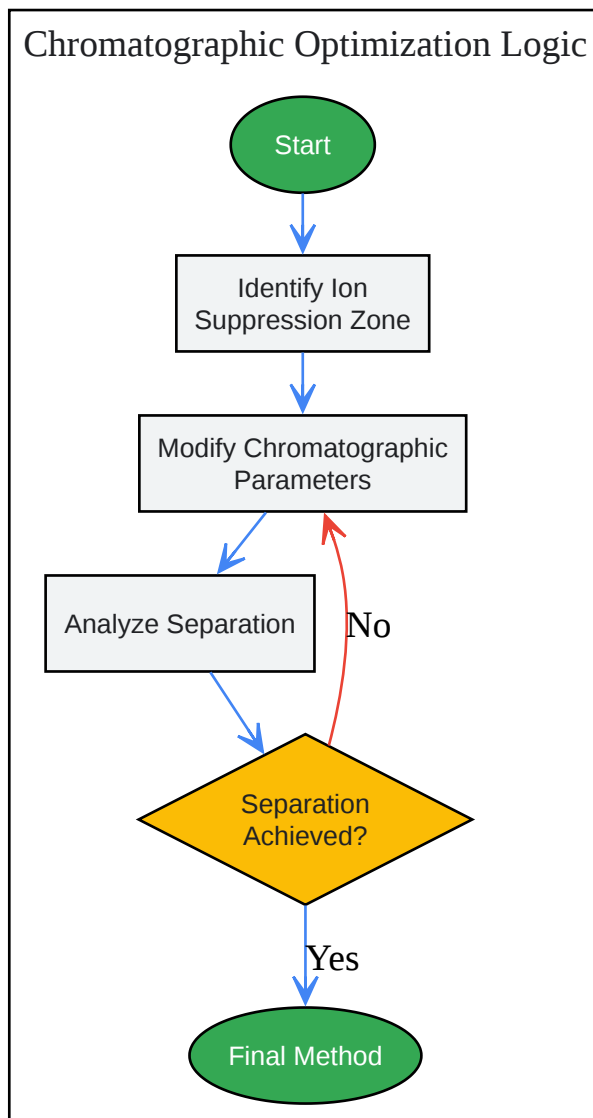 Chromatographic Optimization Logic
Start
Identify Ion
Suppression Zone
Modify Chromatographic
Parameters
Analyze Separation
No
Separation
Achieved?
Yes
Final Method